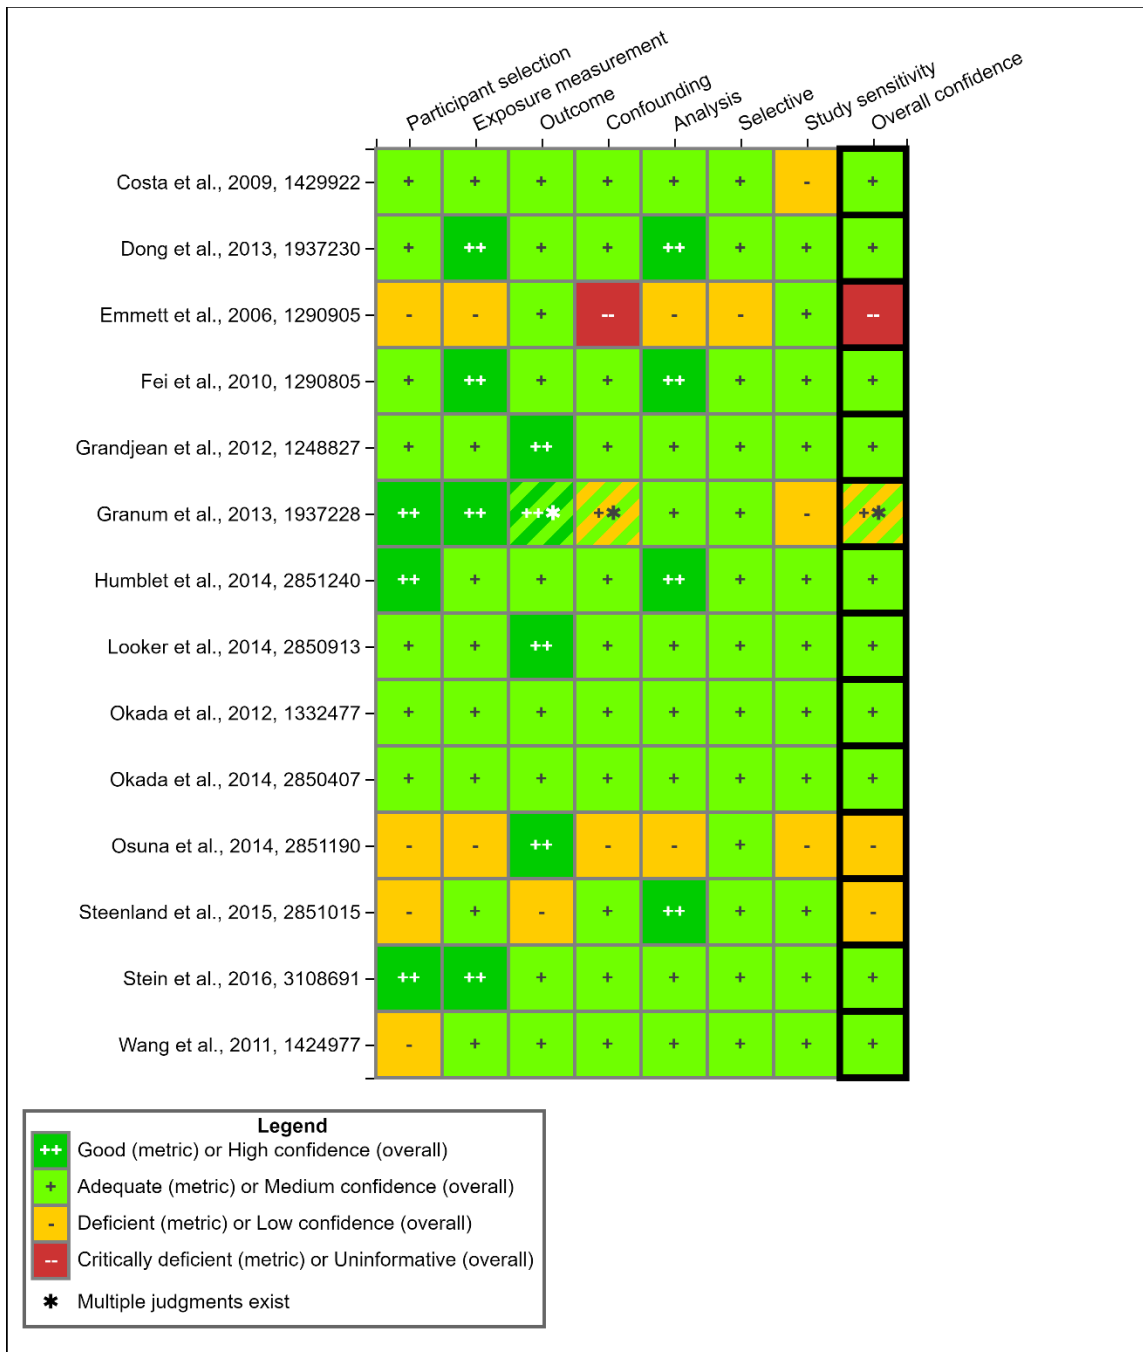 Participant selection
Exposure measurement
Outcome
Confounding
Analysis
Selective
Study sensitivity
Overall confidence
Costa et al., 2009, 1429922 + + + + + + - +
Dong et al., 2013, 1937230 + ++ + + ++ + + +
Emmett et al., 2006, 1290905 - - + -- - - + --
Fei et al., 2010, 1290805 + ++ + + ++ + + +
Grandjean et al., 2012, 1248827 + + ++ + + + + +
Granum et al., 2013, 1937228 ++ ++ ++✱ +✱ + + - +✱
Humblet et al., 2014, 2851240 ++ + + + ++ + + +
Looker et al., 2014, 2850913 + + ++ + + + + +
Okada et al., 2012, 1332477 + + + + + + + +
Okada et al., 2014, 2850407 + + + + + + + +
Osuna et al., 2014, 2851190 - - ++ - - + - -
Steenland et al., 2015, 2851015 - + - + ++ + + -
Stein et al., 2016, 3108691 ++ ++ + + + + + +
Wang et al., 2011, 1424977 - + + + + + + +
Legend
++ Good (metric) or High confidence (overall)
+ Adequate (metric) or Medium confidence (overall)
- Deficient (metric) or Low confidence (overall)
-- Critically deficient (metric) or Uninformative (overall)
✱ Multiple judgments exist